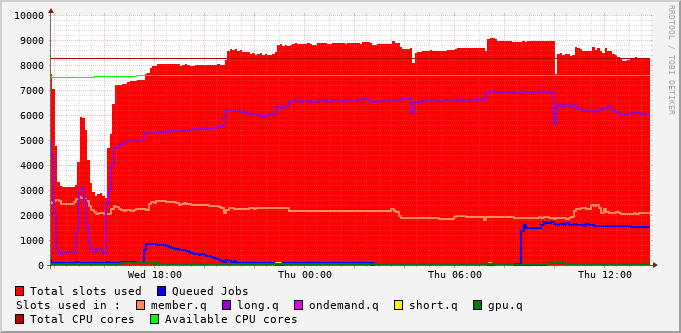 10000
9000
8000
7000
6000
5000
4000
3000
2000
1000
0
Wed 18:00 Thu 00:00 Thu 06:00 Thu 12:00
RRDTOOL / TOBI OETIKER
Total slots used Queued Jobs
Slots used in : member.q long.q ondemand.q short.q gpu.q
Total CPU cores Available CPU cores